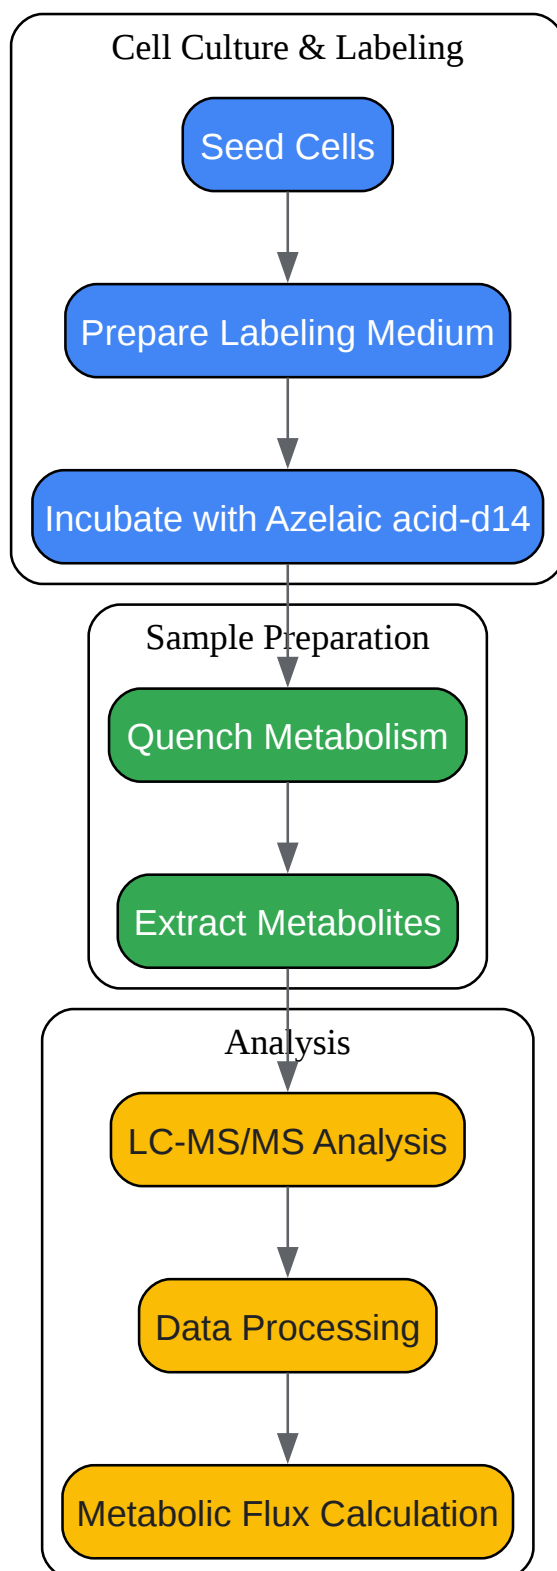 Cell Culture & Labeling
Seed Cells
Prepare Labeling Medium
Incubate with Azelaic acid-d14
Sample Preparation
Quench Metabolism
Extract Metabolites
Analysis
LC-MS/MS Analysis
Data Processing
Metabolic Flux Calculation